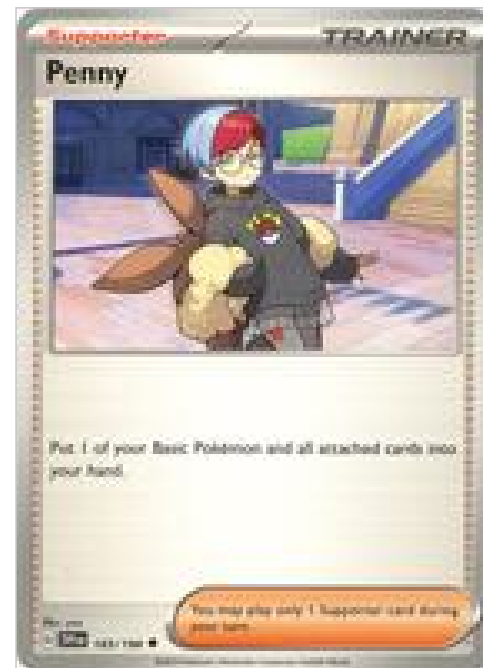 Supporter
TRAINER
Penny
Put 1 of your Basic Pokémon and all attached cards into
your hand.
You may play only 1 Supporter card during
your turn.